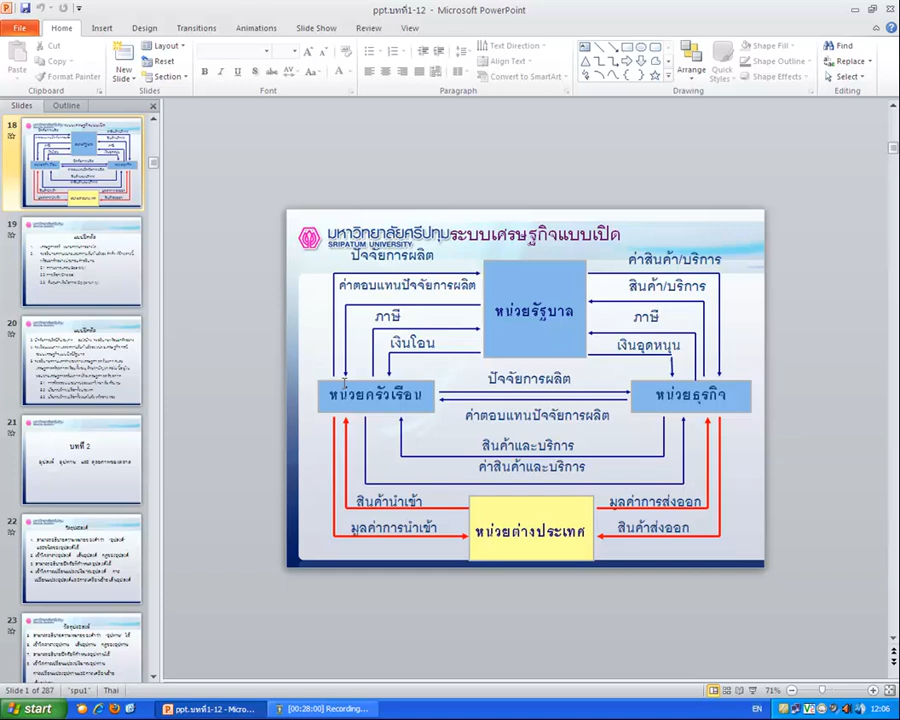 ppt.บทที่1-12 - Microsoft PowerPoint
File Home Insert Design Transitions Animations Slide Show Review View
Cut
Copy
Format Painter
Paste
Clipboard
New
Slide
Layout
Reset
Section
Slides
Font
Text Direction
Align Text
Convert to SmartArt
Paragraph
Arrange
Quick
Styles
Shape Fill
Shape Outline
Shape Effects
Drawing
Find
Replace
Select
Editing
Slides Outline
18
19
20
21
บทที่ 2
22
23
มหาวิทยาลัยศรีปทุม
SRIPATUM UNIVERSITY
ระบบเศรษฐกิจแบบเปิด
ปัจจัยการผลิต
ค่าสินค้า/บริการ
ค่าตอบแทนปัจจัยการผลิต
สินค้า/บริการ
หน่วยรัฐบาล
ภาษี
ภาษี
เงินโอน
เงินอุดหนุน
ปัจจัยการผลิต
หน่วยครัวเรือน
หน่วยธุรกิจ
ค่าตอบแทนปัจจัยการผลิต
สินค้าและบริการ
ค่าสินค้าและบริการ
สินค้านำเข้า
มูลค่าการส่งออก
มูลค่าการนำเข้า
หน่วยต่างประเทศ
สินค้าส่งออก
Slide 1 of 287 "spu1" Thai
71%
start
ppt.บทที่1-12 - Micro...
[00:28:00] Recording...
EN
12:06